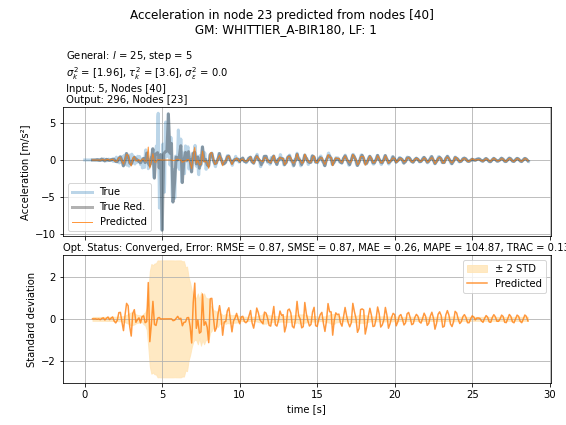 Acceleration in node 23 predicted from nodes [40]
GM: WHITTIER_A-BIR180, LF: 1
General: l = 25, step = 5
σ²ₖ = [1.96], τ²ₖ = [3.6], σ²ε = 0.0
Input: 5, Nodes [40]
Output: 296, Nodes [23]
5
0
−5
−10
Acceleration [m/s²]
True
True Red.
Predicted
Opt. Status: Converged, Error: RMSE = 0.87, SMSE = 0.87, MAE = 0.26, MAPE = 104.87, TRAC = 0.13
2
0
−2
Standard deviation
± 2 STD
Predicted
0 5 10 15 20 25 30
time [s]